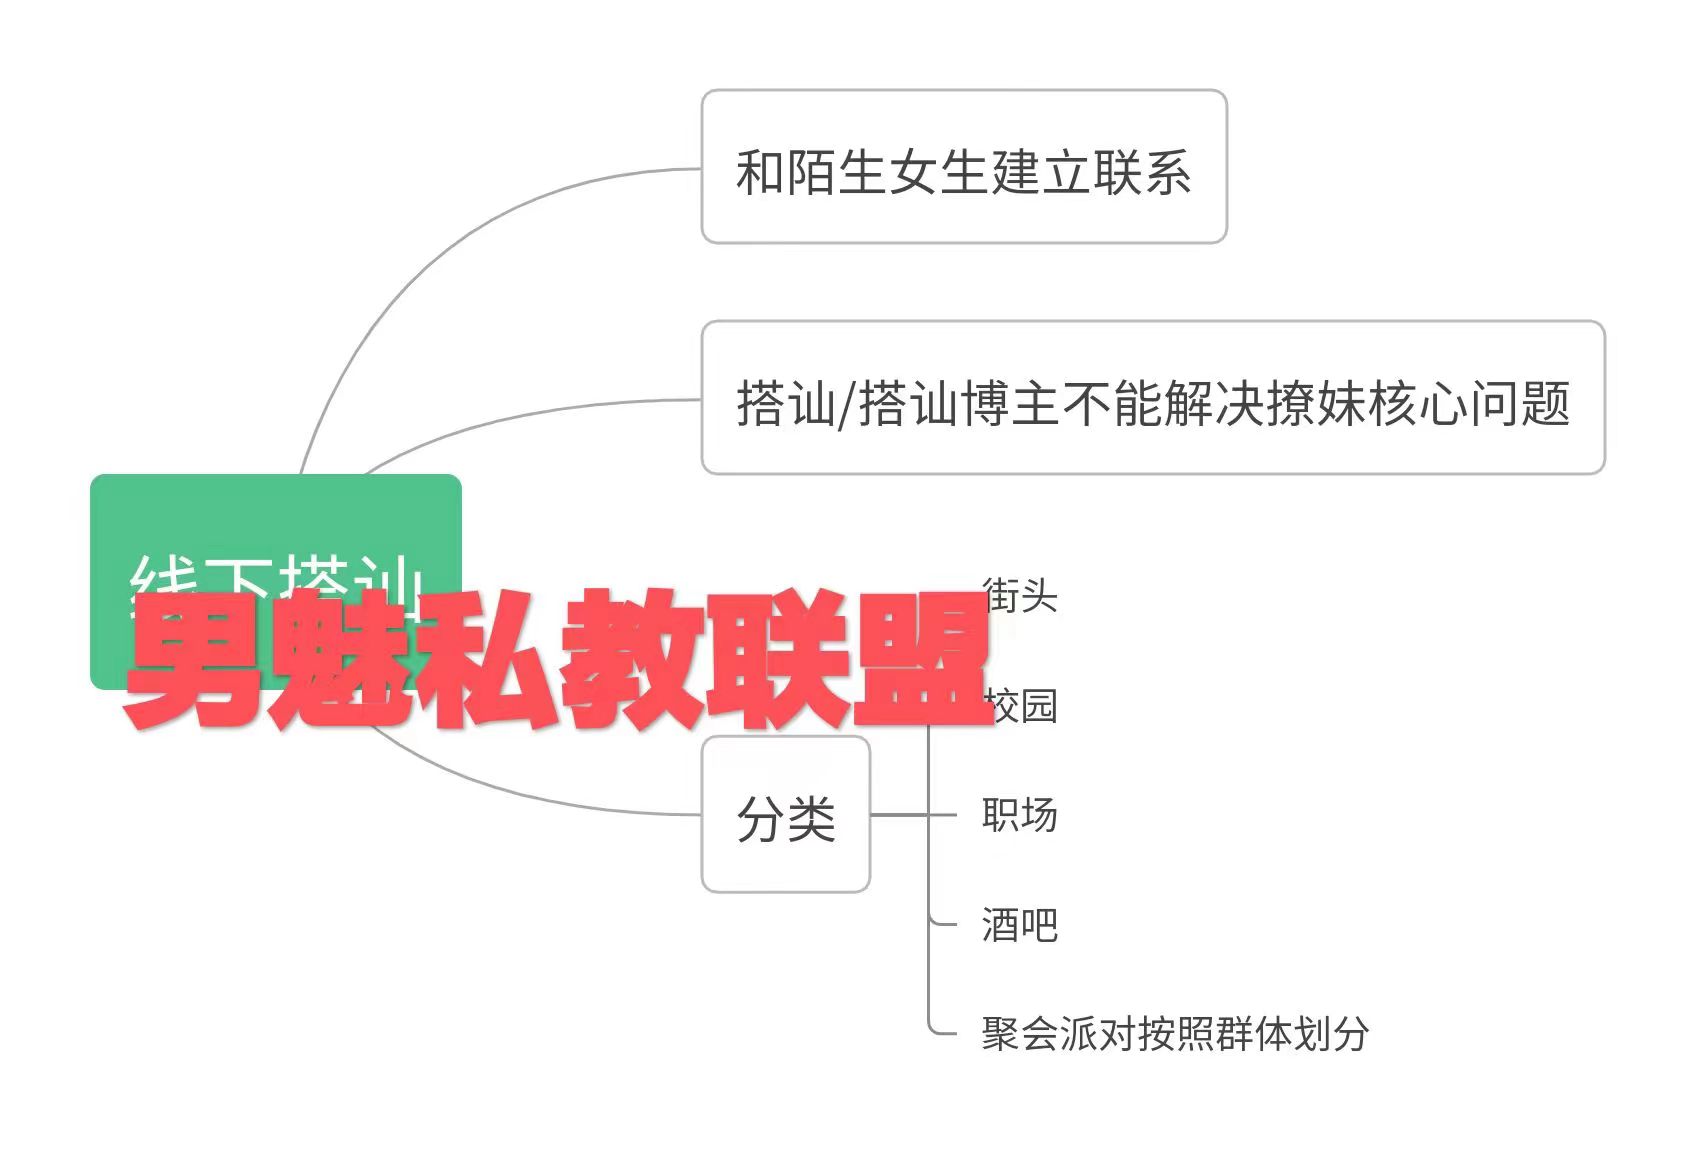 和陌生女生建立联系
搭讪/搭讪博主不能解决撩妹核心问题
线下搭讪
男魅私教联盟
街头
校园
分类
职场
酒吧
聚会派对按照群体划分